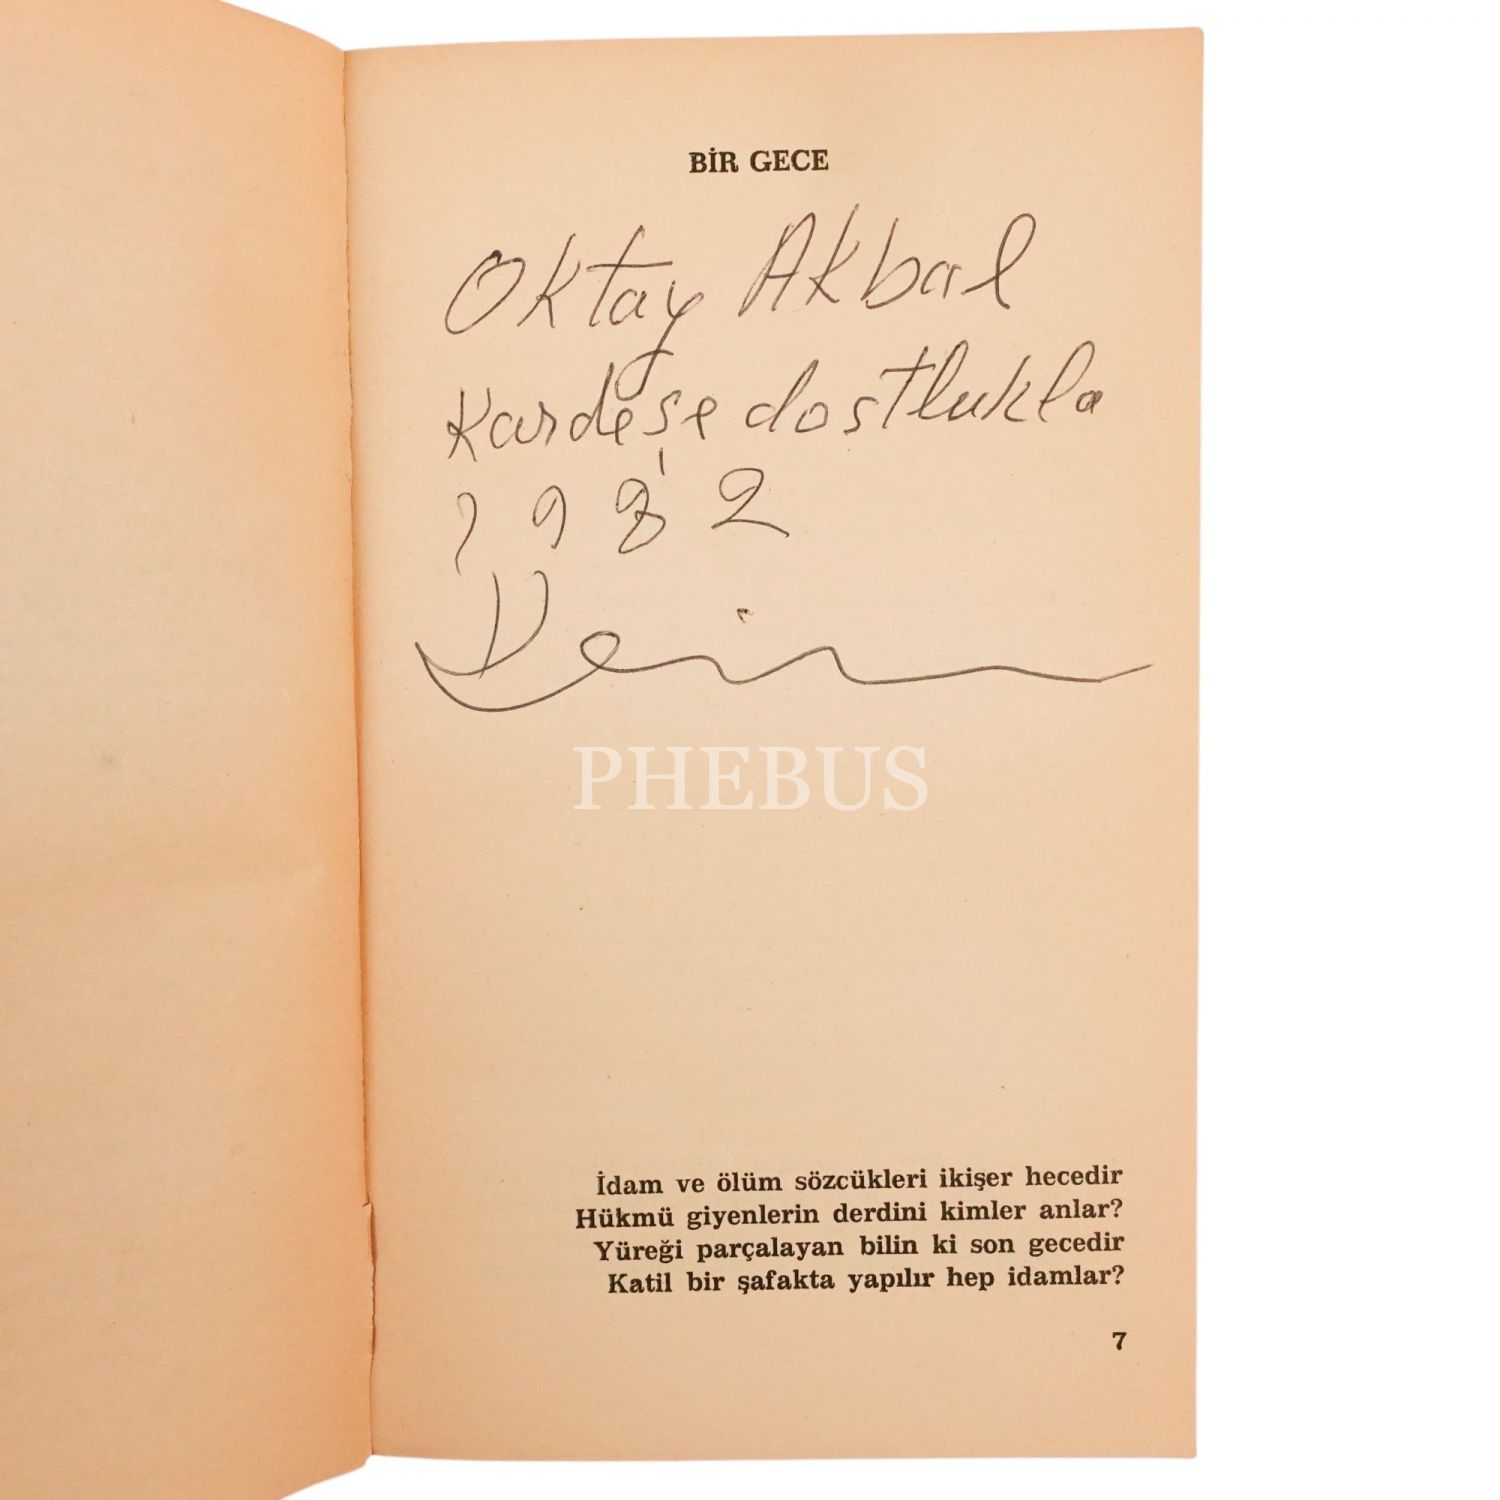 BİR GECE
Oktay Akbal
Kardeşe dostlukla
1982
PHEBUS
İdam ve ölüm sözcükleri ikişer hecedir
Hükmü giyenlerin derdini kimler anlar?
Yüreği parçalayan bilin ki son gecedir
Katil bir şafakta yapılır hep idamlar?
7